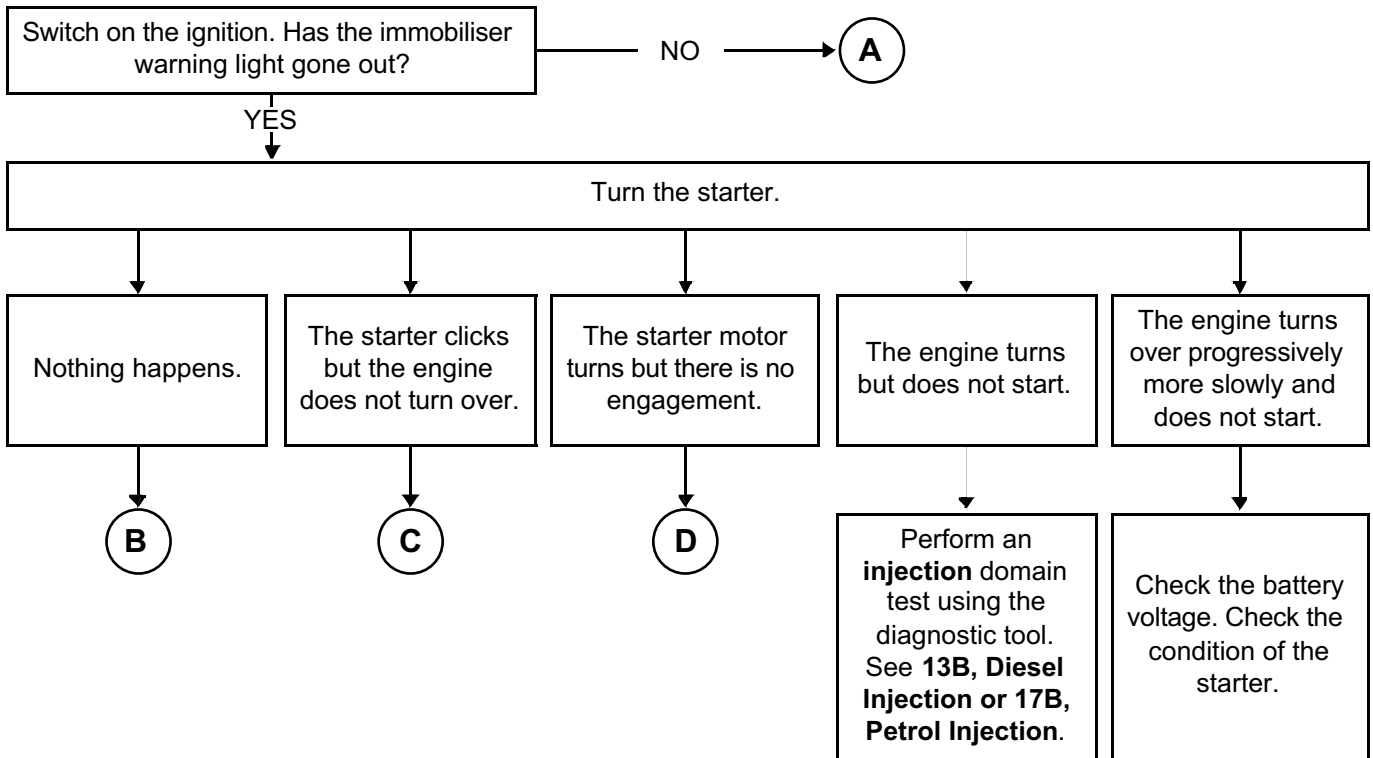 Switch on the ignition. Has the immobiliser
warning light gone out?
NO
A
YES
Turn the starter.
Nothing happens.
The starter clicks
but the engine
does not turn over.
The starter motor
turns but there is no
engagement.
The engine turns
but does not start.
The engine turns
over progressively
more slowly and
does not start.
B
C
D
Perform an
injection domain
test using the
diagnostic tool.
See 13B, Diesel
Injection or 17B,
Petrol Injection.
Check the battery
voltage. Check the
condition of the
starter.